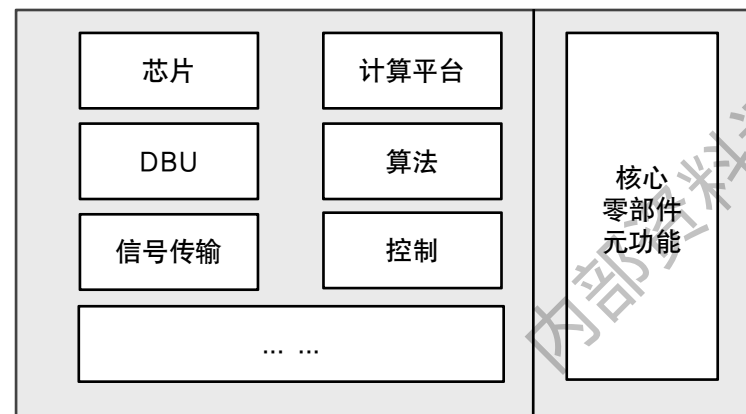 芯片
计算平台
DBU
算法
信号传输
控制
... ...
核心
零部件
元功能
内部资料